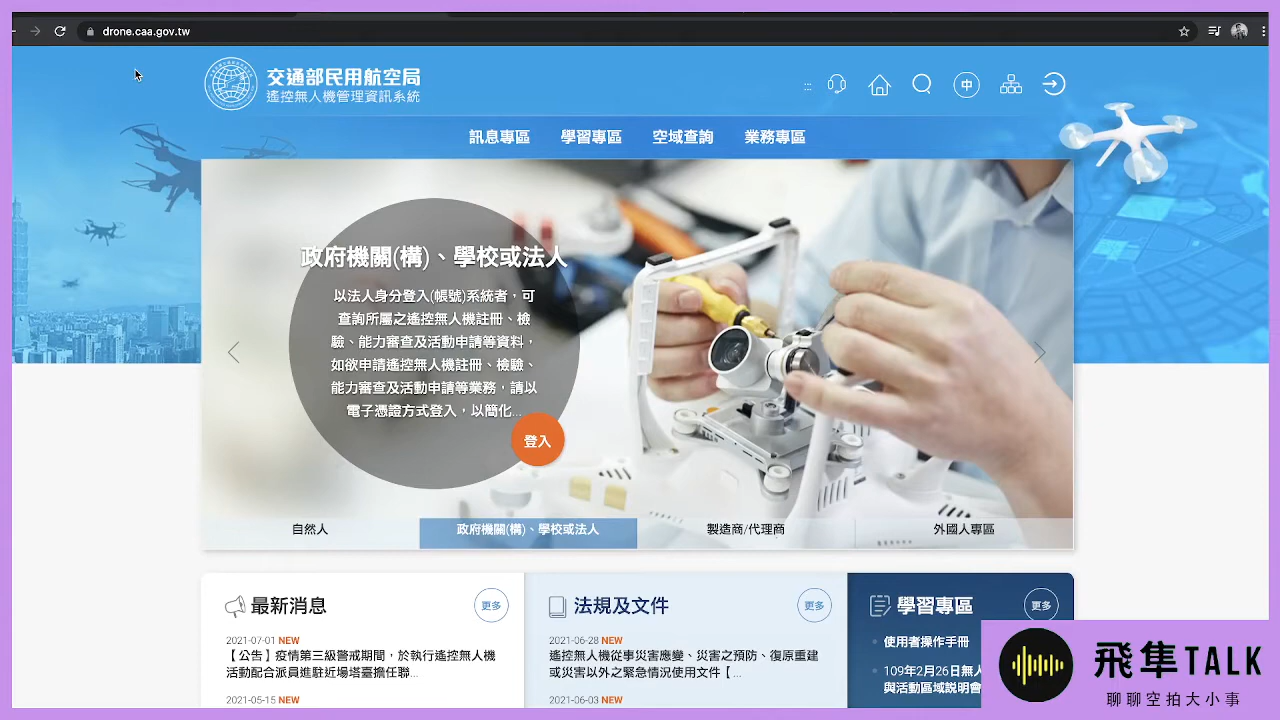 drone.caa.gov.tw
交通部民用航空局
遙控無人機管理資訊系統
:::
中
訊息專區
學習專區
空域查詢
業務專區
政府機關(構)、學校或法人
以法人身分登入(帳號)系統者，可
查詢所屬之遙控無人機註冊、檢
驗、能力審查及活動申請等資料，
如欲申請遙控無人機註冊、檢驗、
能力審查及活動申請等業務，請以
電子憑證方式登入，以簡化...
登入
自然人
政府機關(構)、學校或法人
製造商/代理商
外國人專區
最新消息
更多
2021-07-01 NEW
【公告】疫情第三級警戒期間，於執行遙控無人機
活動配合派員進駐近場塔臺擔任聯...
2021-05-15 NEW
法規及文件
更多
2021-06-28 NEW
遙控無人機從事災害應變、災害之預防、復原重建
或災害以外之緊急情況使用文件【...
2021-06-03 NEW
學習專區
更多
使用者操作手冊
109年2月26日無人
與活動區域說明會
飛隼TALK
聊聊空拍大小事